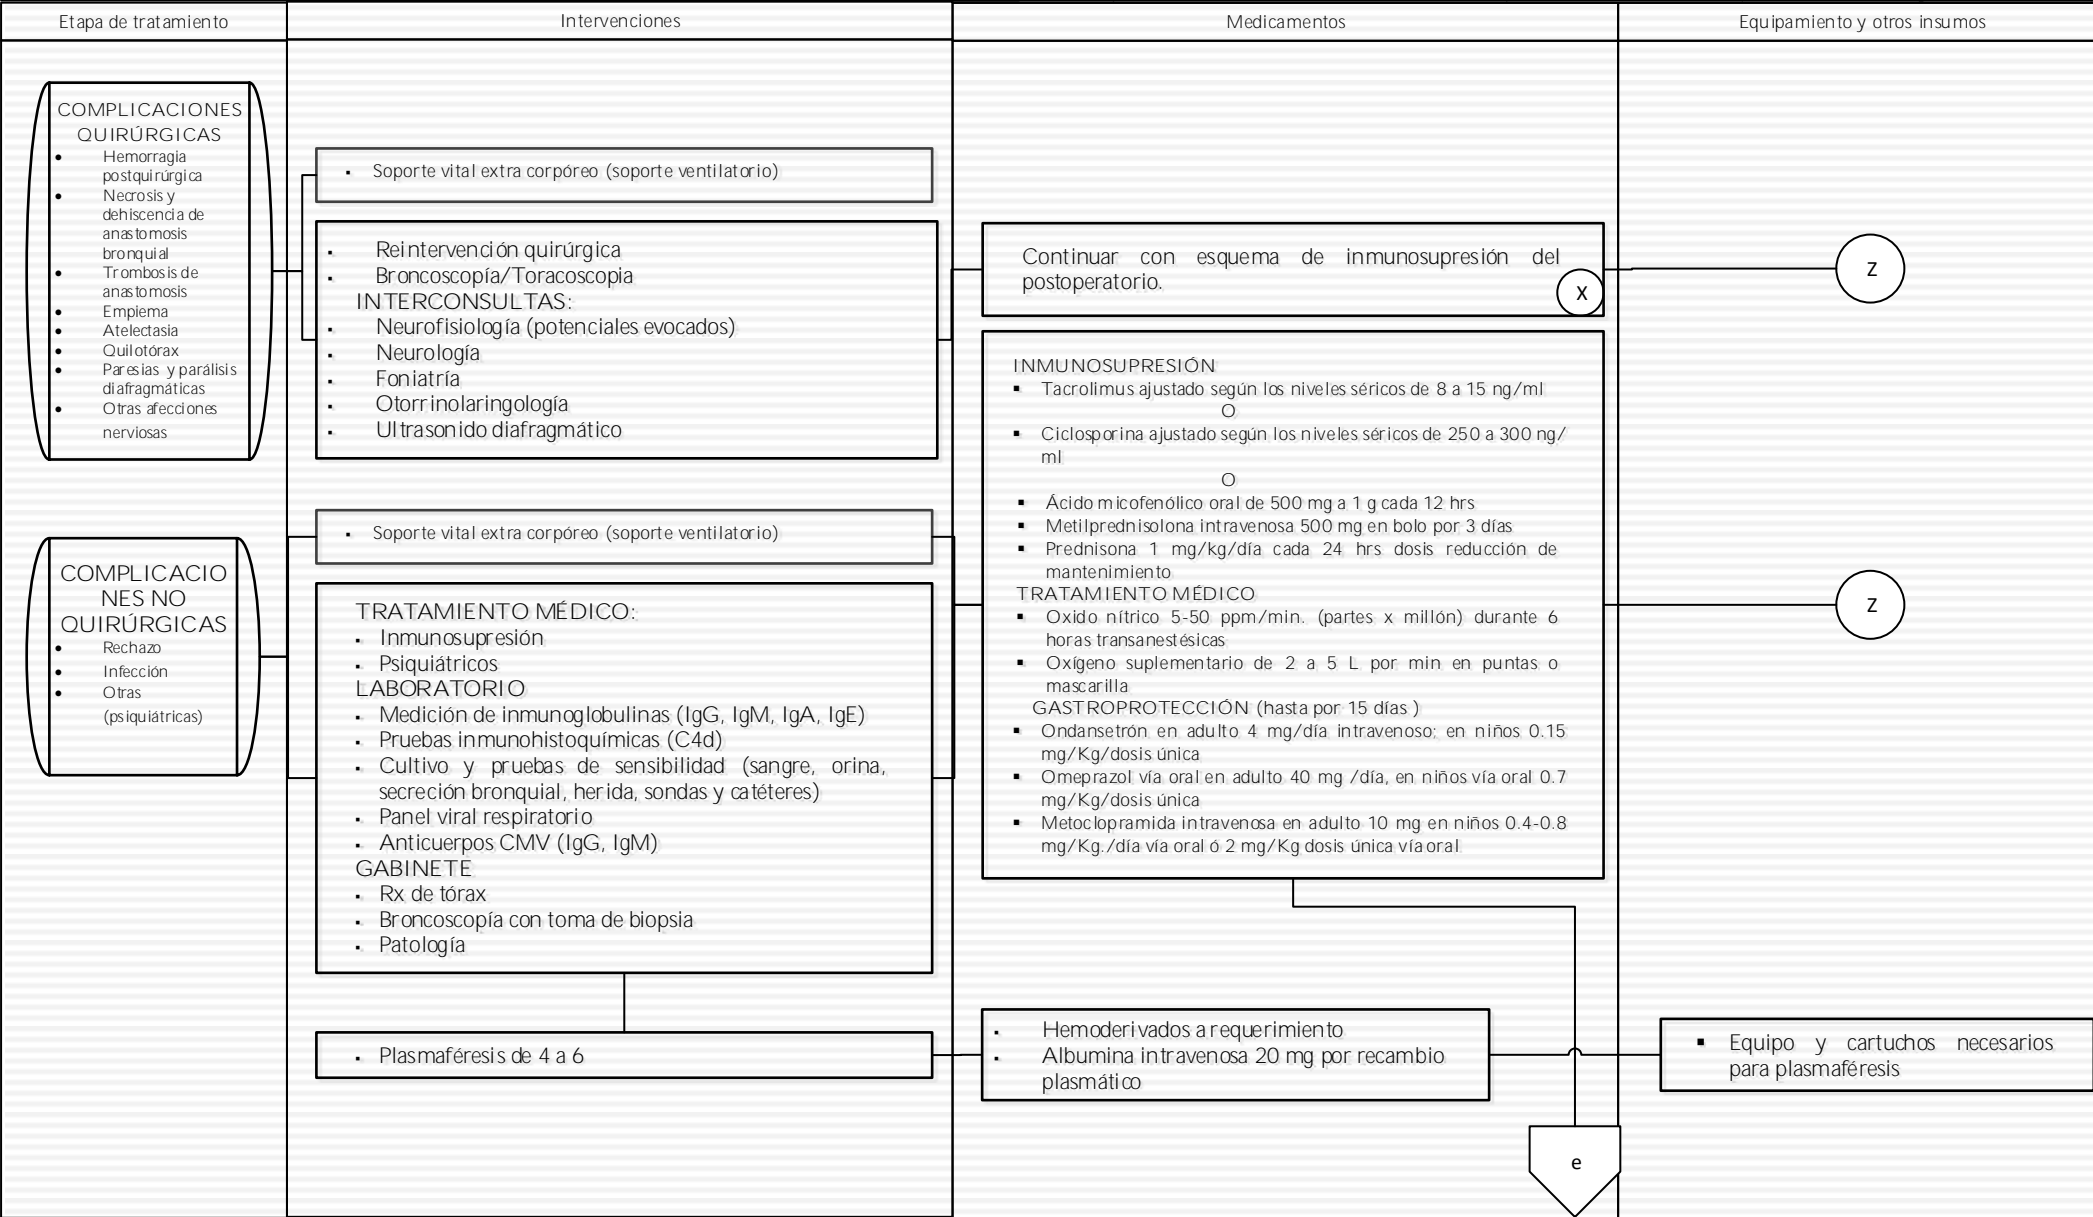 Etapa de tratamiento
Intervenciones
Medicamentos
Equipamiento y otros insumos
COMPLICACIONES
QUIRÚRGICAS
• Hemorragia
postquirúrgica
• Necrosis y
dehiscencia de
anastomosis
bronquial
• Trombosis de
anastomosis
• Empiema
• Atelectasia
• Quilotórax
• Paresias y parálisis
diafragmáticas
• Otras afecciones
nerviosas
▪ Soporte vital extra corpóreo (soporte ventilatorio)
▪ Reintervención quirúrgica
▪ Broncoscopía/Toracoscopia
INTERCONSULTAS:
▪ Neurofisiología (potenciales evocados)
▪ Neurología
▪ Foniatría
▪ Otorrinolaringología
▪ Ultrasonido diafragmático
Continuar con esquema de inmunosupresión del
postoperatorio.
X
Z
COMPLICACIO
NES NO
QUIRÚRGICAS
• Rechazo
• Infección
• Otras
(psiquiátricas)
▪ Soporte vital extra corpóreo (soporte ventilatorio)
TRATAMIENTO MÉDICO:
▪ Inmunosupresión
▪ Psiquiátricos
LABORATORIO
▪ Medición de inmunoglobulinas (IgG, IgM, IgA, IgE)
▪ Pruebas inmunohistoquímicas (C4d)
▪ Cultivo y pruebas de sensibilidad (sangre, orina,
secreción bronquial, herida, sondas y catéteres)
▪ Panel viral respiratorio
▪ Anticuerpos CMV (IgG, IgM)
GABINETE
▪ Rx de tórax
▪ Broncoscopía con toma de biopsia
▪ Patología
INMUNOSUPRESIÓN
▪ Tacrolimus ajustado según los niveles séricos de 8 a 15 ng/ml
O
▪ Ciclosporina ajustado según los niveles séricos de 250 a 300 ng/
ml
O
▪ Ácido micofenólico oral de 500 mg a 1 g cada 12 hrs
▪ Metilprednisolona intravenosa 500 mg en bolo por 3 días
▪ Prednisona 1 mg/kg/día cada 24 hrs dosis reducción de
mantenimiento
TRATAMIENTO MÉDICO
▪ Oxido nítrico 5-50 ppm/min. (partes x millón) durante 6
horas transanestésicas
▪ Oxígeno suplementario de 2 a 5 L por min en puntas o
mascarilla
GASTROPROTECCIÓN (hasta por 15 días )
▪ Ondansetrón en adulto 4 mg/día intravenoso; en niños 0.15
mg/Kg/dosis única
▪ Omeprazol vía oral en adulto 40 mg /día, en niños vía oral 0.7
mg/Kg/dosis única
▪ Metoclopramida intravenosa en adulto 10 mg en niños 0.4-0.8
mg/Kg./día vía oral ó 2 mg/Kg dosis única vía oral
Z
▪ Plasmaféresis de 4 a 6
▪ Hemoderivados a requerimiento
▪ Albumina intravenosa 20 mg por recambio
plasmático
▪ Equipo y cartuchos necesarios
para plasmaféresis
e